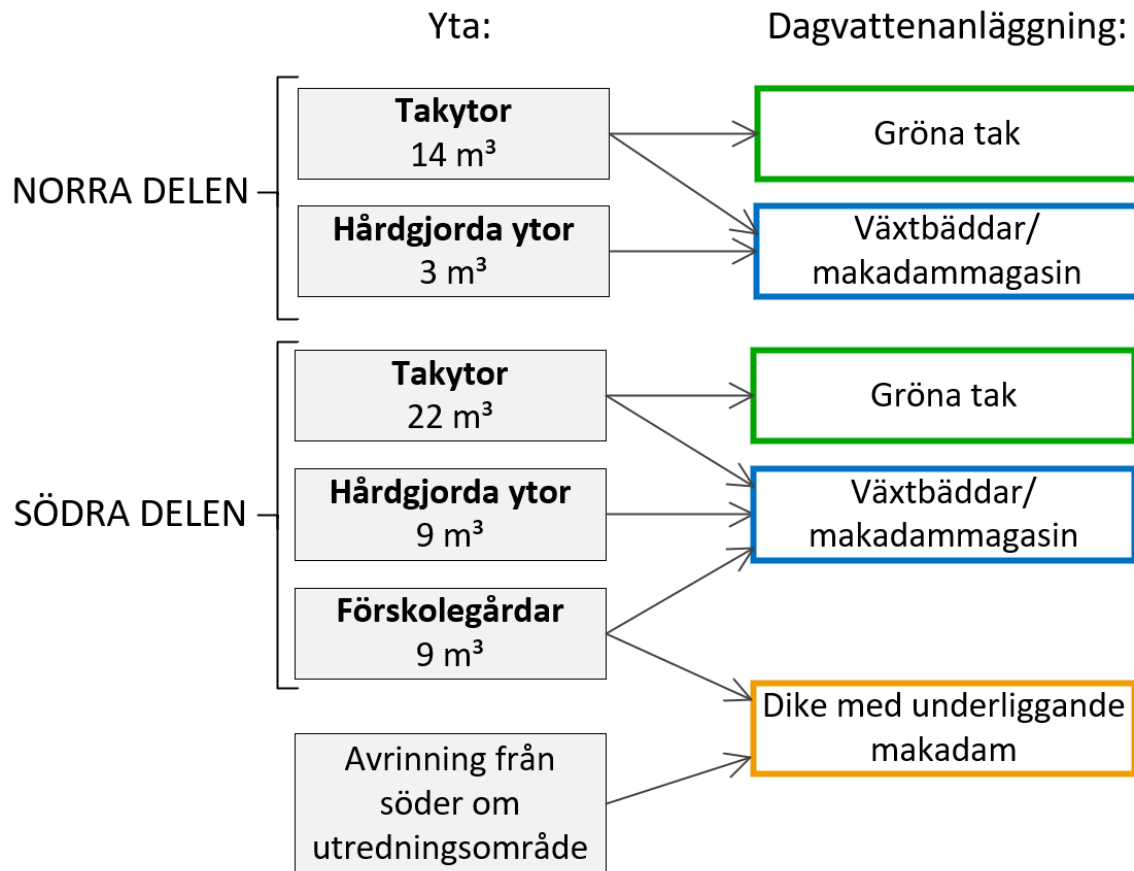 Yta:
Dagvattenanläggning:
NORRA DELEN
Takytor
14 m³
Gröna tak
Hårdgjorda ytor
3 m³
Växtbäddar/
makadammagasin
SÖDRA DELEN
Takytor
22 m³
Gröna tak
Hårdgjorda ytor
9 m³
Växtbäddar/
makadammagasin
Förskolegårdar
9 m³
Dike med underliggande
makadam
Avrinning från
söder om
utredningsområde